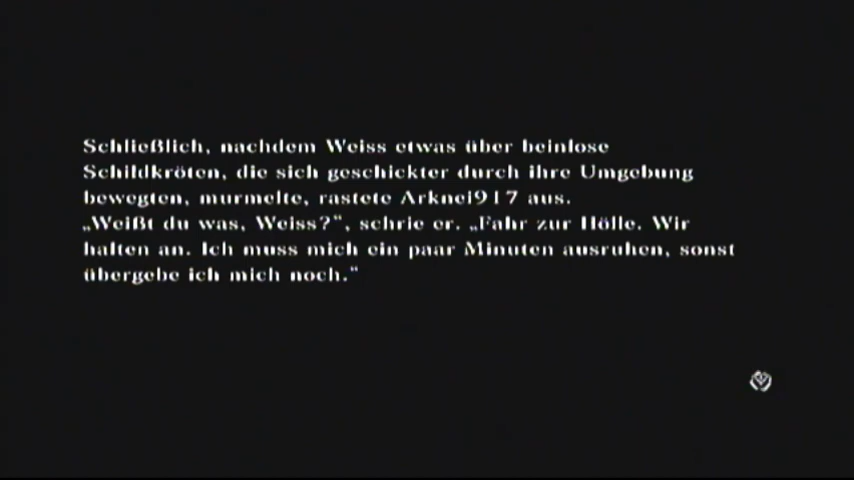 Schließlich, nachdem Weiss etwas über beinlose
Schildkröten, die sich geschickter durch ihre Umgebung
bewegten, murmelte, rastete Arknei917 aus.
„Weißt du was, Weiss?“, schrie er. „Fahr zur Hölle. Wir
halten an. Ich muss mich ein paar Minuten ausruhen, sonst
übergebe ich mich noch.“